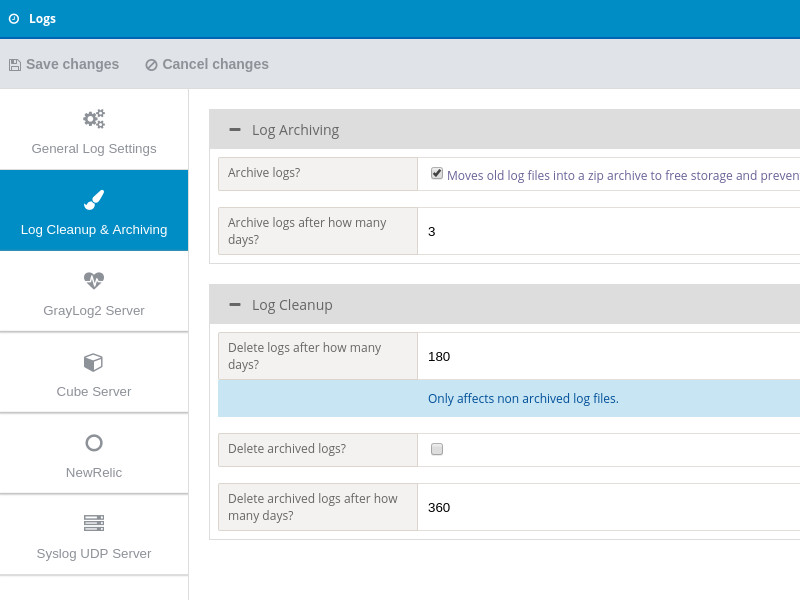 Logs
Save changes
Cancel changes
General Log Settings
Log Cleanup & Archiving
GrayLog2 Server
Cube Server
NewRelic
Syslog UDP Server
Log Archiving
Archive logs?
Moves old log files into a zip archive to free storage and preven
Archive logs after how many
days?
3
Log Cleanup
Delete logs after how many
days?
180
Only affects non archived log files.
Delete archived logs?
Delete archived logs after how
many days?
360